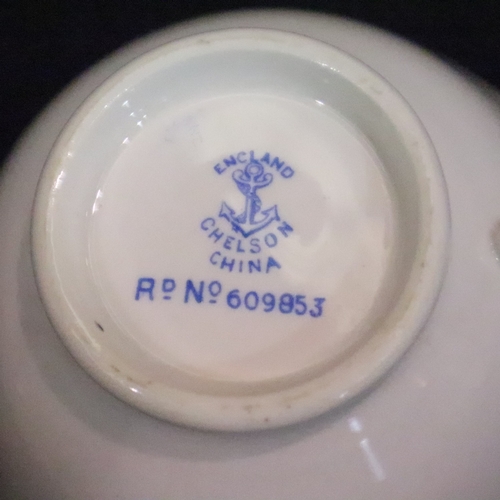 ENGLAND
CHELSON
CHINA
Rᴰ Nº 609853